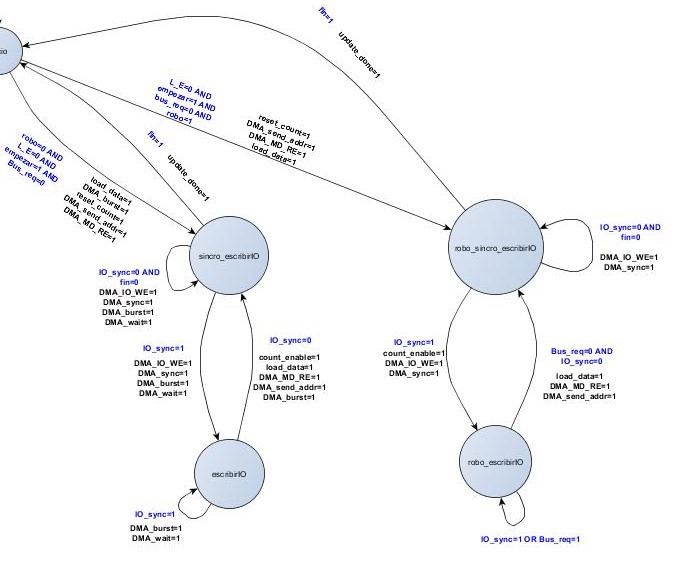 fin=1
update_done=1
cio
L_E=0 AND
empezar=1 AND
bus_req=0 AND
robo=1
reset_count=1
DMA_send_addr=1
DMA_MD_RE=1
load_data=1
fin=1
update_done=1
robo=0 AND
L_E=0 AND
empezar=1 AND
Bus_req=0
load_data=1
DMA_burst=1
reset_count=1
DMA_send_addr=1
DMA_MD_RE=1
sincro_escribirIO
robo_sincro_escribirIO
IO_sync=0 AND
fin=0
DMA_IO_WE=1
DMA_sync=1
IO_sync=0 AND
fin=0
DMA_IO_WE=1
DMA_sync=1
DMA_burst=1
DMA_wait=1
IO_sync=1
DMA_IO_WE=1
DMA_sync=1
DMA_burst=1
DMA_wait=1
IO_sync=0
count_enable=1
load_data=1
DMA_MD_RE=1
DMA_send_addr=1
DMA_burst=1
IO_sync=1
count_enable=1
DMA_IO_WE=1
DMA_sync=1
Bus_req=0 AND
IO_sync=0
load_data=1
DMA_MD_RE=1
DMA_send_addr=1
escribirIO
robo_escribirIO
IO_sync=1
DMA_burst=1
DMA_wait=1
IO_sync=1 OR Bus_req=1